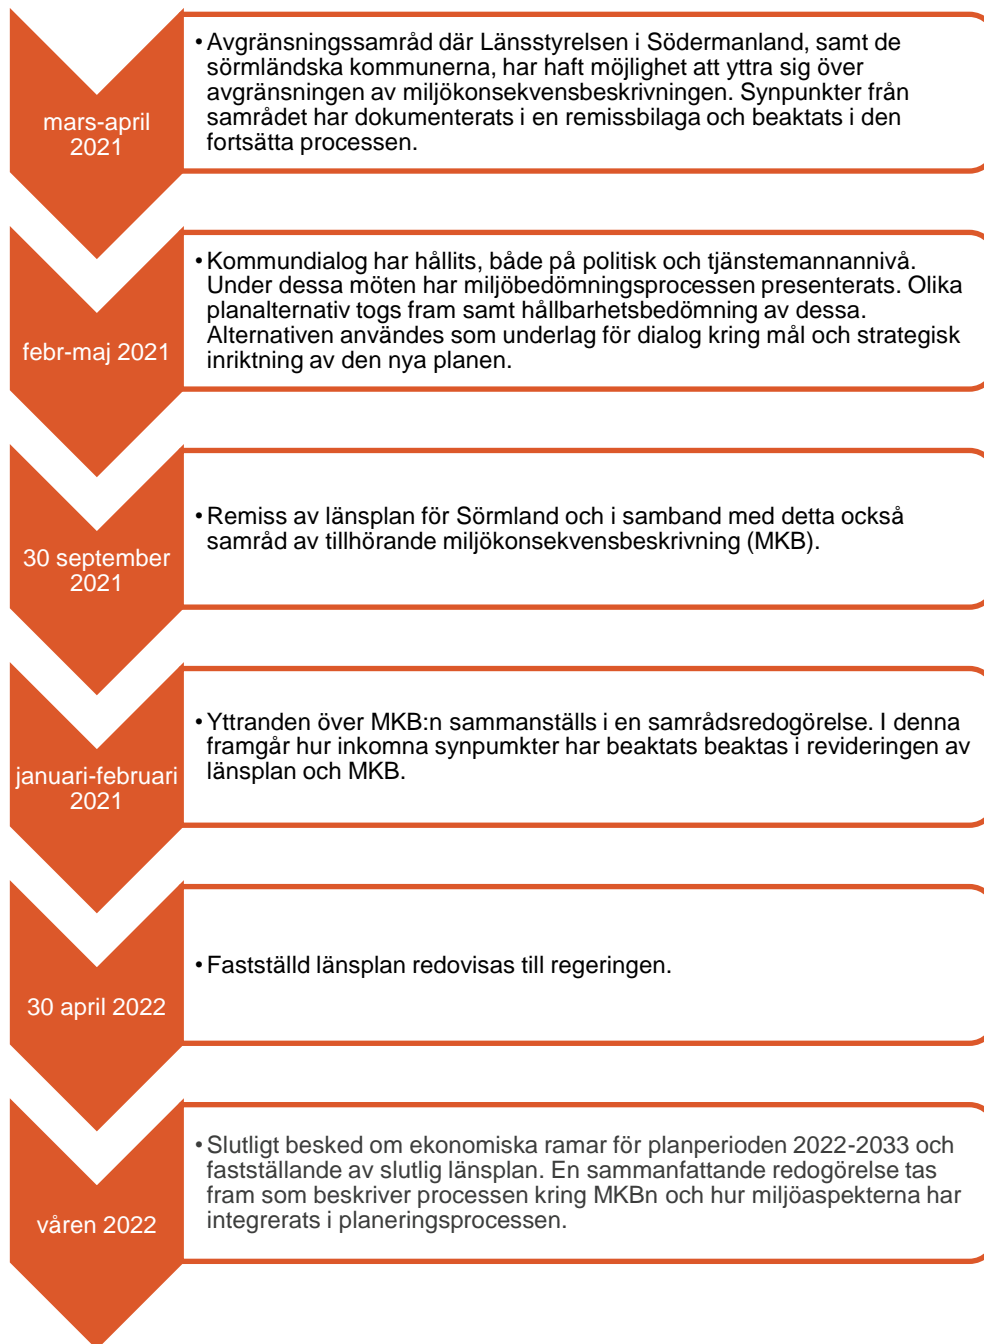 mars-april
2021
• Avgränsningssamråd där Länsstyrelsen i Södermanland, samt de
sörmländska kommunerna, har haft möjlighet att yttra sig över
avgränsningen av miljökonsekvensbeskrivningen. Synpunkter från
samrådet har dokumenterats i en remissbilaga och beaktats i den
fortsätta processen.
febr-maj 2021
• Kommundialog har hållits, både på politisk och tjänstemannannivå.
Under dessa möten har miljöbedömningsprocessen presenterats. Olika
planalternativ togs fram samt hållbarhetsbedömning av dessa.
Alternativen användes som underlag för dialog kring mål och strategisk
inriktning av den nya planen.
30 september
2021
• Remiss av länsplan för Sörmland och i samband med detta också
samråd av tillhörande miljökonsekvensbeskrivning (MKB).
januari-februari
2021
• Yttranden över MKB:n sammanställs i en samrådsredogörelse. I denna
framgår hur inkomna synpumkter har beaktats beaktas i revideringen av
länsplan och MKB.
30 april 2022
• Fastställd länsplan redovisas till regeringen.
våren 2022
• Slutligt besked om ekonomiska ramar för planperioden 2022-2033 och
fastställande av slutlig länsplan. En sammanfattande redogörelse tas
fram som beskriver processen kring MKBn och hur miljöaspekterna har
integrerats i planeringsprocessen.